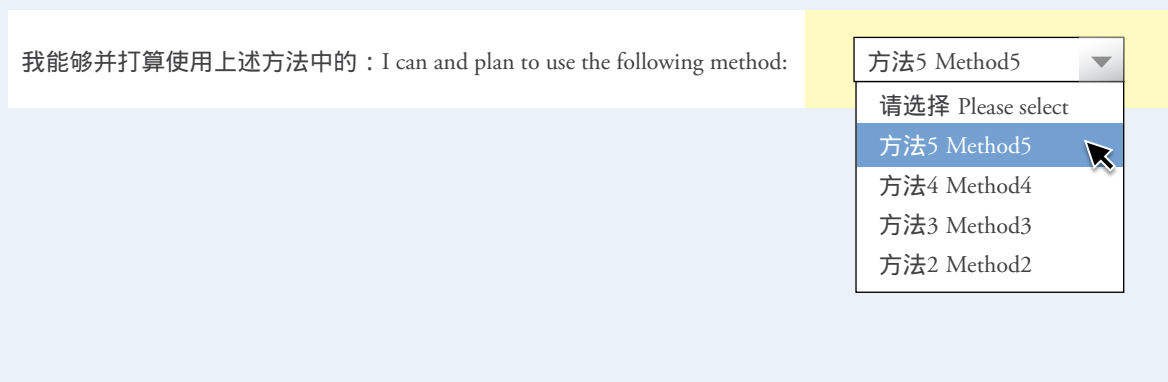 我能够并打算使用上述方法中的：I can and plan to use the following method:
方法5 Method5
请选择 Please select
方法5 Method5
方法4 Method4
方法3 Method3
方法2 Method2